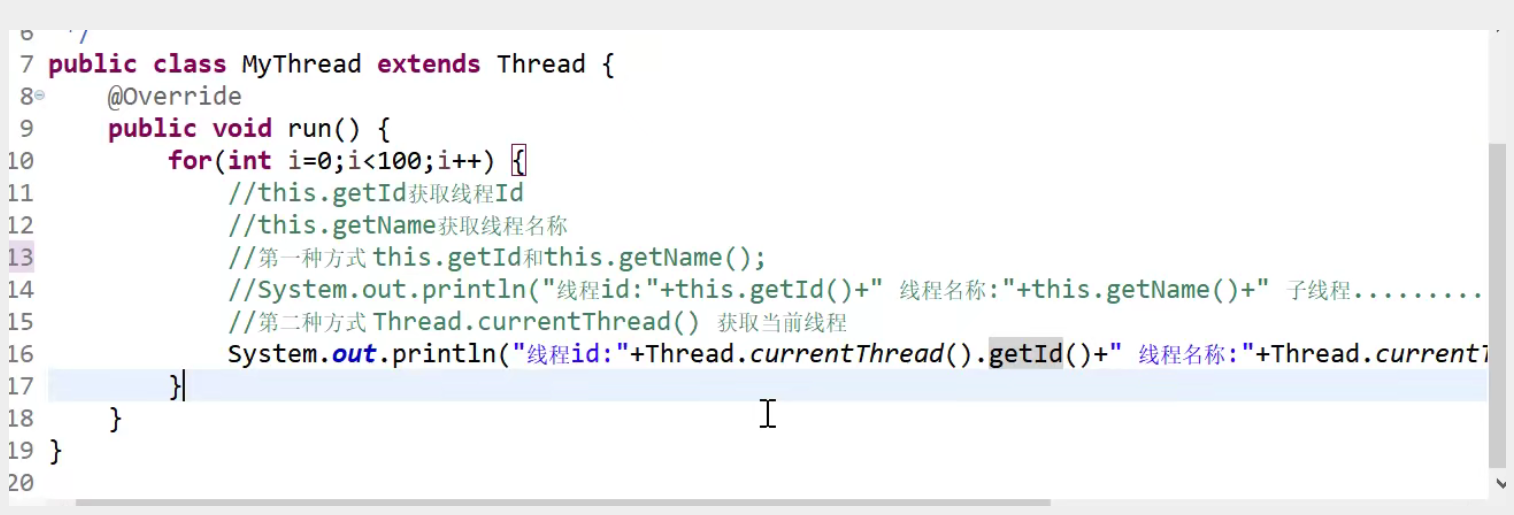 6 */
7 public class MyThread extends Thread {
8 @Override
9 public void run() {
10 for(int i=0;i<100;i++) {
11 //this.getId获取线程Id
12 //this.getName获取线程名称
13 //第一种方式 this.getId和this.getName();
14 //System.out.println("线程id:"+this.getId()+" 线程名称:"+this.getName()+" 子线程.........
15 //第二种方式 Thread.currentThread() 获取当前线程
16 System.out.println("线程id:"+Thread.currentThread().getId()+" 线程名称:"+Thread.currentT
17 }
18 }
19 }
20